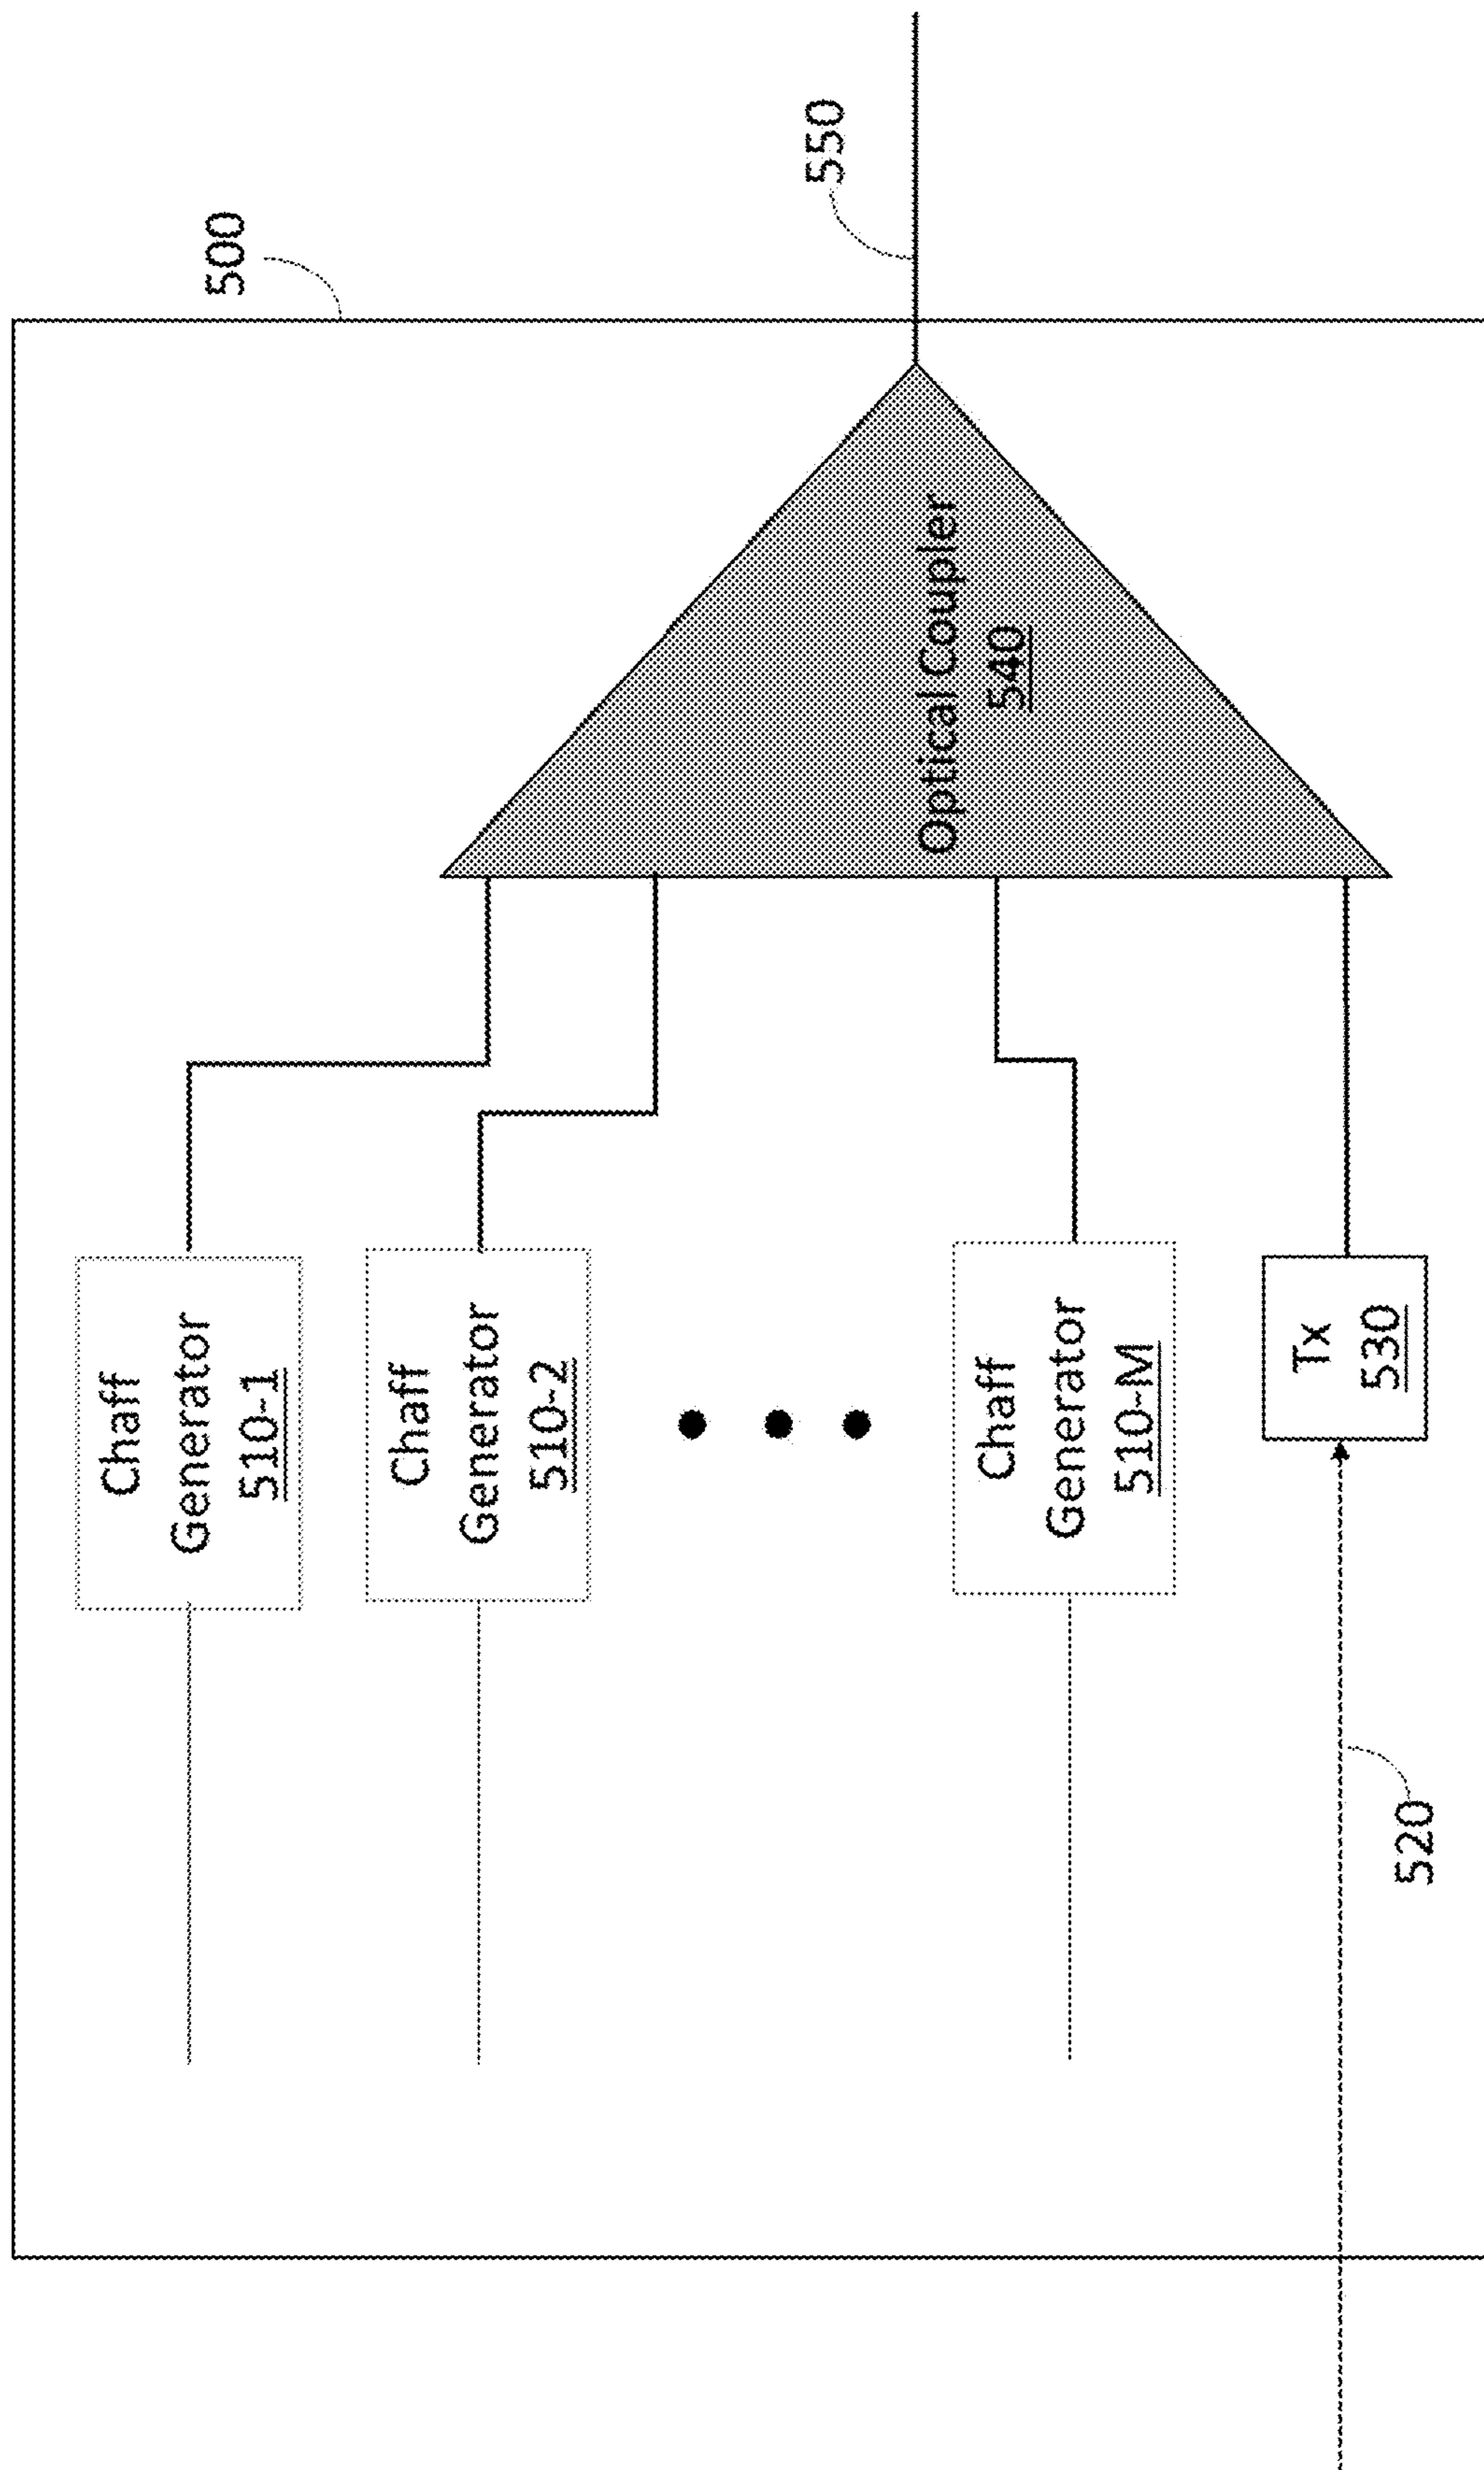 500
550
Chaff
Generator
510-1
Chaff
Generator
510-2
Chaff
Generator
510-M
Tx
530
Optical Coupler
540
520